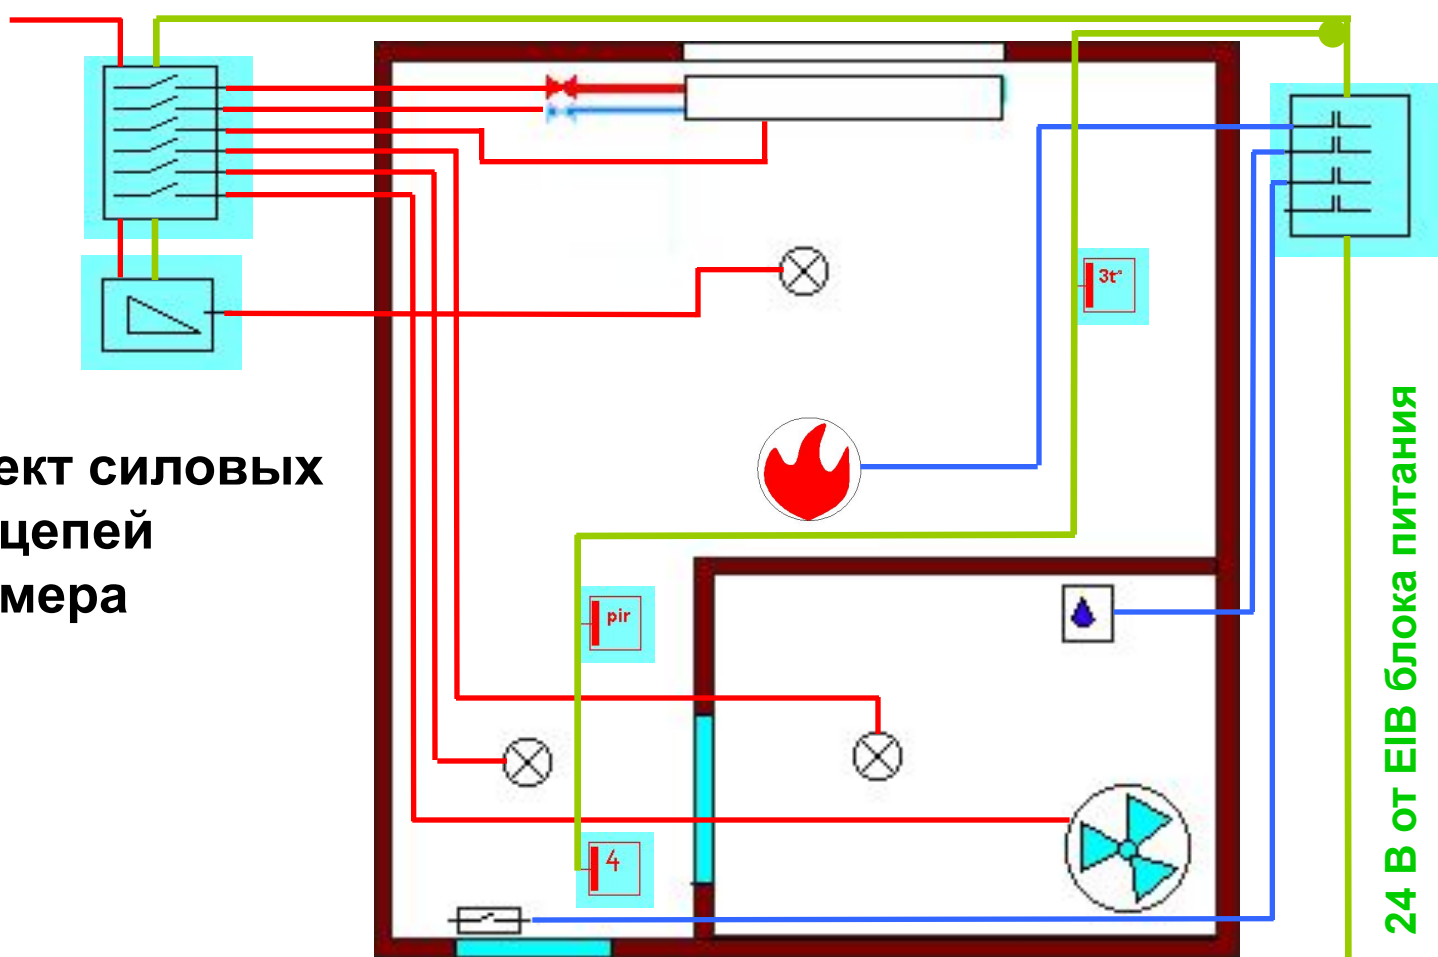 3t°
ект силовых
цепей
мера
pir
4
24 В от EIB блока питания